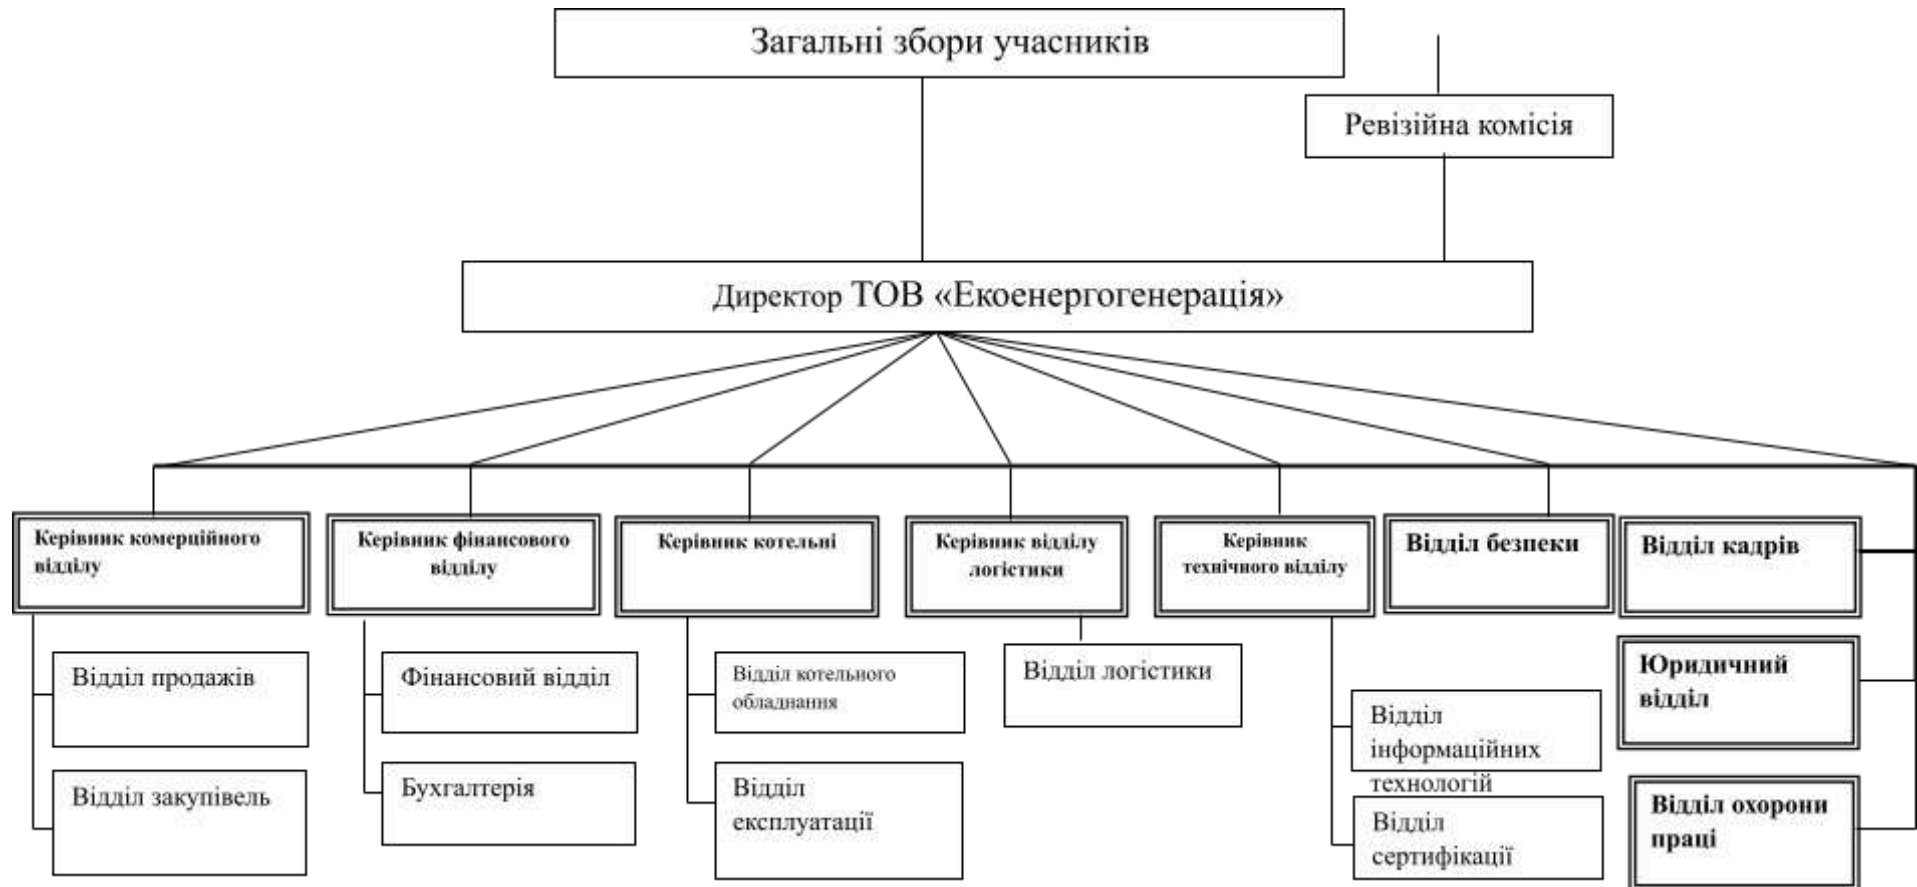 Загальні збори учасників
Ревізійна комісія
Директор ТОВ «Екоенергогенерація»
Керівник комерційного
відділу
Керівник фінансового
відділу
Керівник котельні
Керівник відділу
логістики
Керівник
технічного відділу
Відділ безпеки
Відділ кадрів
Відділ продажів
Фінансовий відділ
Відділ котельного
обладнання
Відділ логістики
Юридичний
відділ
Відділ
інформаційних
технологій
Відділ закупівель
Бухгалтерія
Відділ
експлуатації
Відділ
сертифікації
Відділ охорони
праці